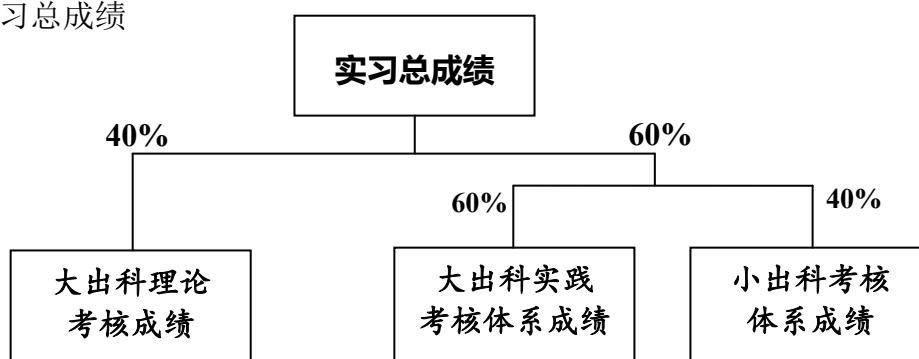 习总成绩
实习总成绩
40%
60%
60%
40%
大出科理论
考核成绩
大出科实践
考核体系成绩
小出科考核
体系成绩